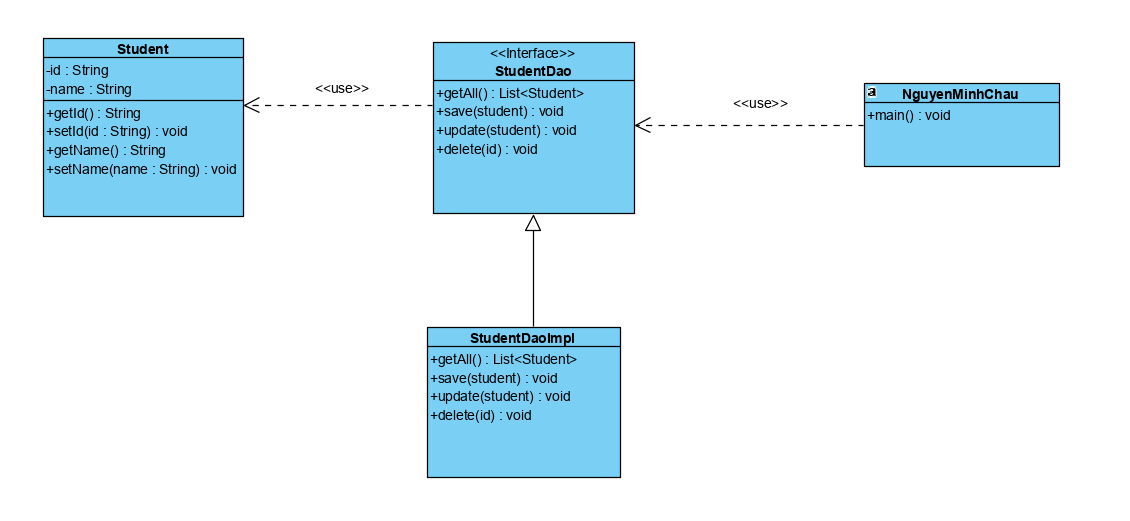 Student
-id : String
-name : String
+getId() : String
+setId(id : String) : void
+getName() : String
+setName(name : String) : void
<<use>>
<<Interface>>
StudentDao
+getAll() : List<Student>
+save(student) : void
+update(student) : void
+delete(id) : void
<<use>>
a
NguyenMinhChau
+main() : void
StudentDaoImpl
+getAll() : List<Student>
+save(student) : void
+update(student) : void
+delete(id) : void